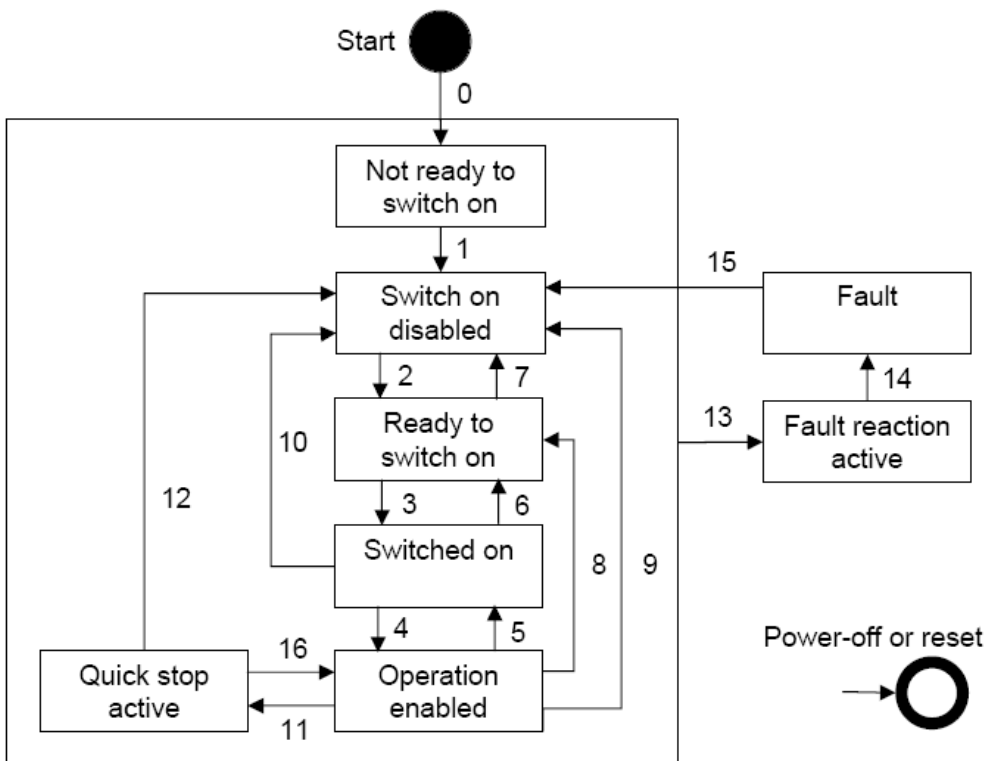 Start
0
Not ready to
switch on
1
15
Switch on
disabled
Fault
2
7
14
10
Ready to
switch on
13
Fault reaction
active
12
3
6
Switched on
8
9
4
5
Power-off or reset
16
Quick stop
active
Operation
enabled
11